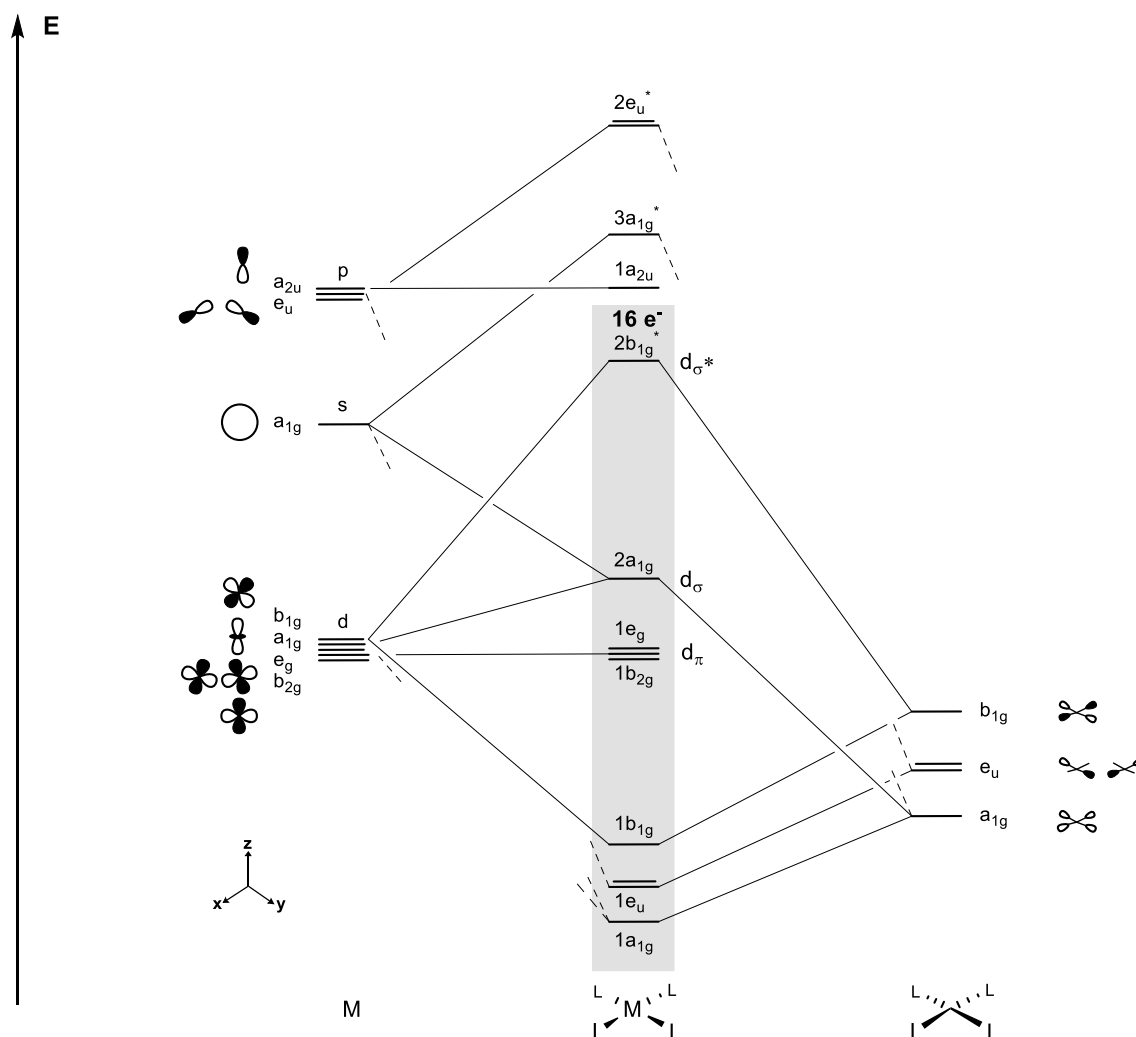 E
2e_u*
3a_1g*
a_2u p 1a_2u
e_u
16 e⁻
2b_1g* d_σ*
s
a_1g
2a_1g d_σ
b_1g d 1e_g
a_1g d_π
e_g 1b_2g
b_2g
b_1g
e_u
1b_1g a_1g
z
1e_u
x y
1a_1g
L L L L
M M
L L L L